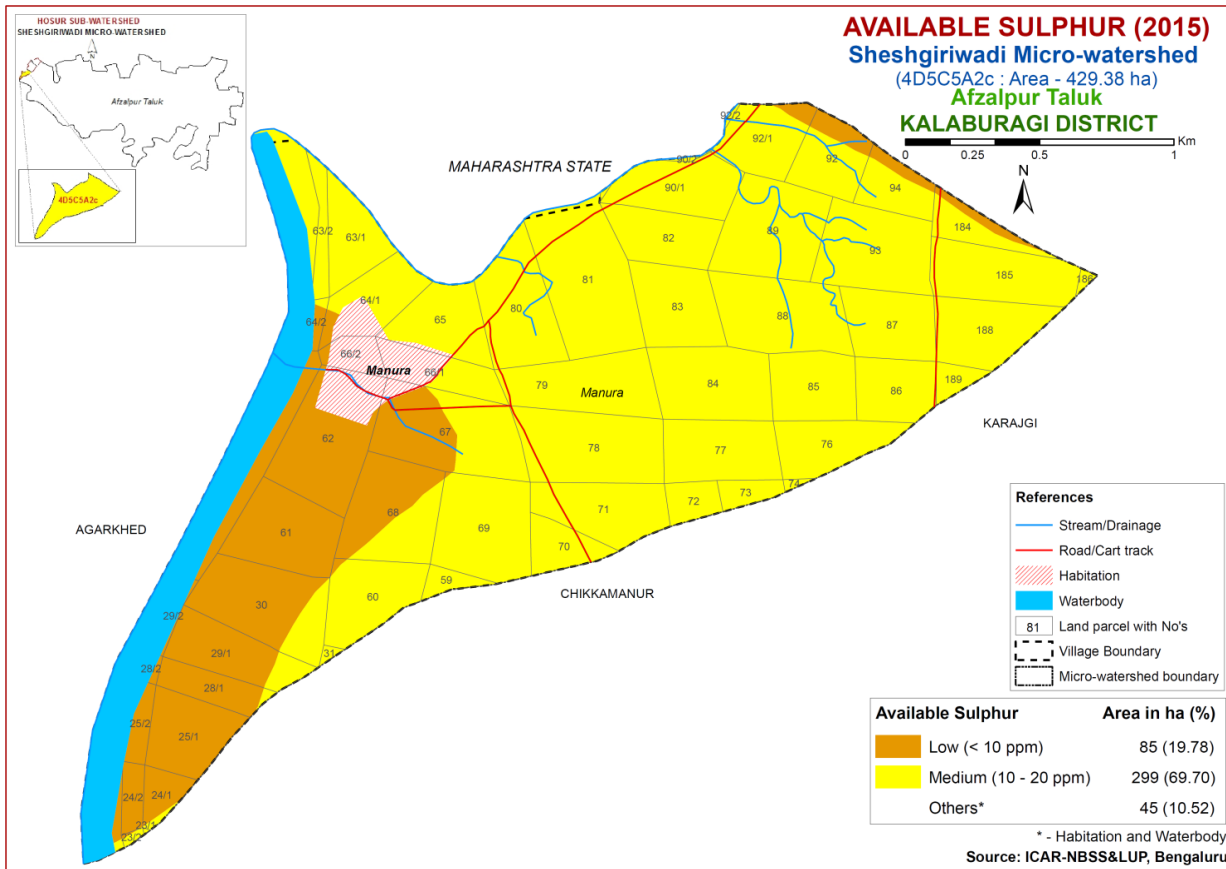 HOSUR SUB-WATERSHED
SHESHGIRIWADI MICRO-WATERSHED
N
Afzalpur Taluk
4D5C5A2c
AVAILABLE SULPHUR (2015)
Sheshgiriwadi Micro-watershed
(4D5C5A2c : Area - 429.38 ha)
Afzalpur Taluk
KALABURAGI DISTRICT
Km
0 0.25 0.5 1
N
MAHARASHTRA STATE
92/2
92/1
92
90/2
90/1
94
184
63/2
63/1
82
89
93
185
186
81
64/1
64/2
65
80
83
88
87
188
66/2
Manura
66/1
79
Manura
84
85
86
189
KARAJGI
62
67
78
77
76
74
73
72
71
68
69
70
61
AGARKHED
59
60
CHIKKAMANUR
30
29/2
29/1
31
28/2
28/1
25/2
25/1
24/2
24/1
23/1
23/2
References
Stream/Drainage
Road/Cart track
Habitation
Waterbody
81 Land parcel with No's
Village Boundary
Micro-watershed boundary
Available Sulphur Area in ha (%)
Low (< 10 ppm) 85 (19.78)
Medium (10 - 20 ppm) 299 (69.70)
Others* 45 (10.52)
* - Habitation and Waterbody
Source: ICAR-NBSS&LUP, Bengaluru